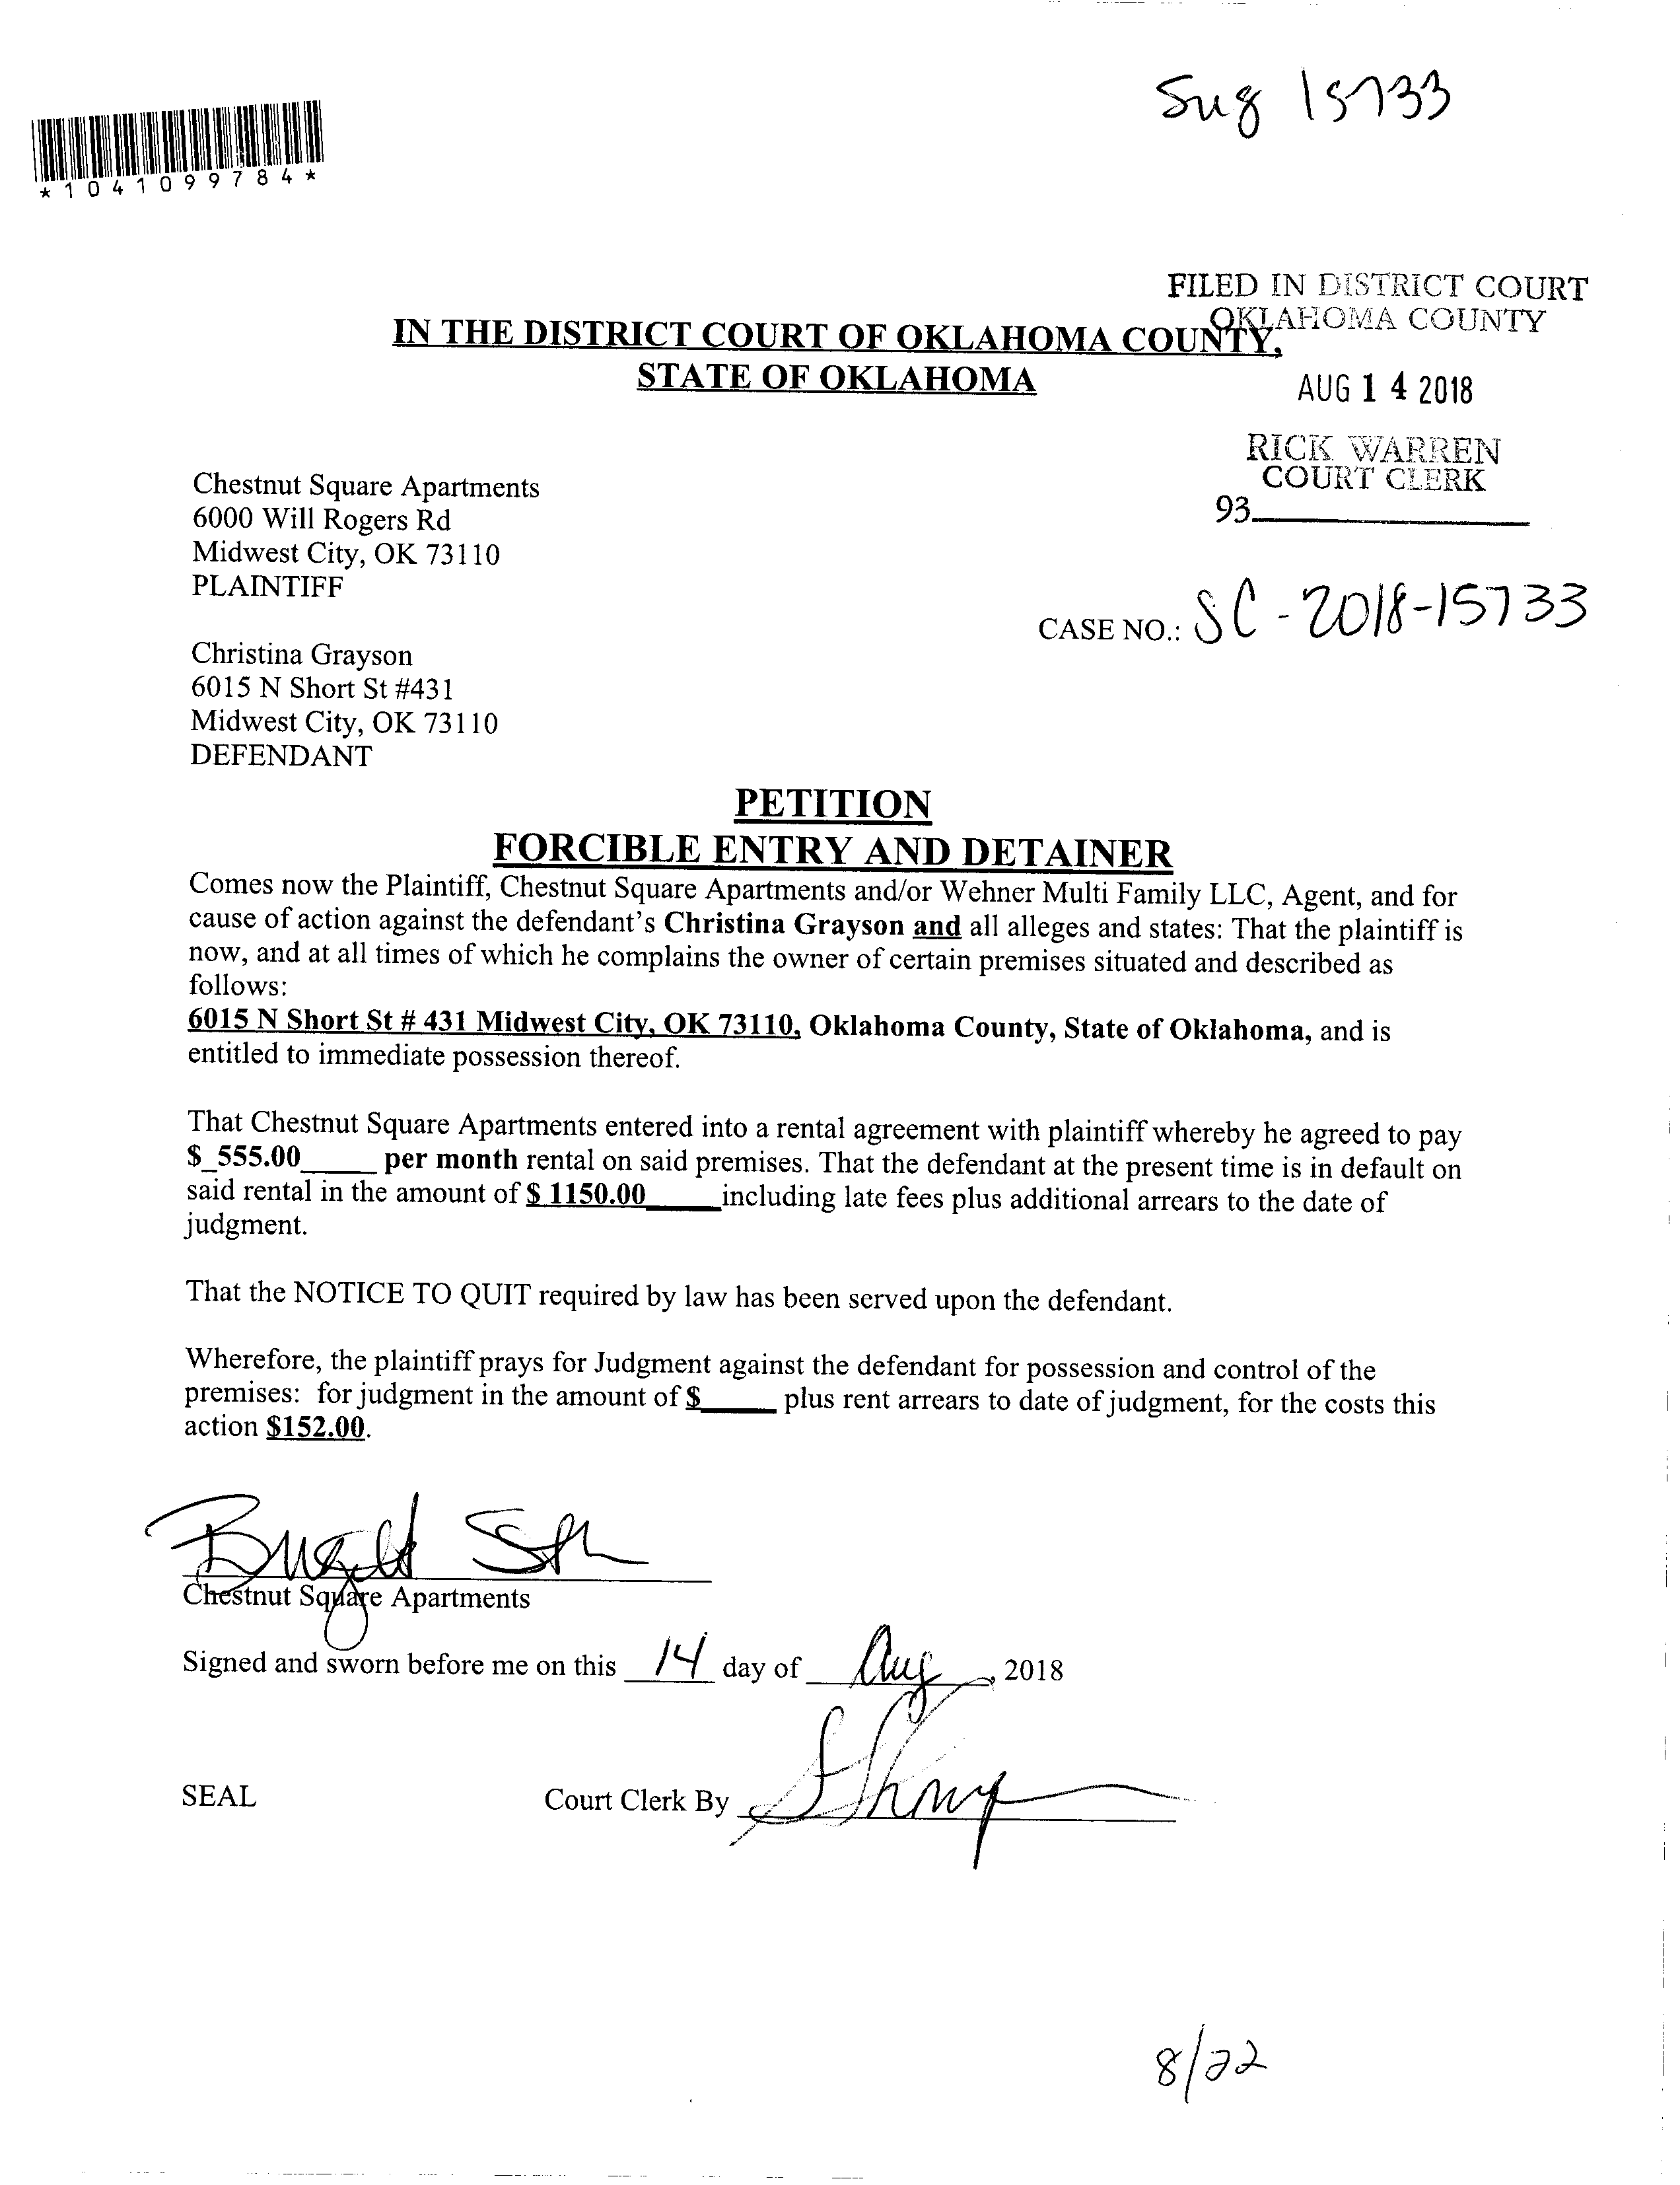 15733
*1041099784*
FILED IN DISTRICT COURT
OKLAHOMA COUNTY
IN THE DISTRICT COURT OF OKLAHOMA COUNTY,
STATE OF OKLAHOMA
AUG 14 2018
RICK WARREN
COURT CLERK
93
Chestnut Square Apartments
6000 Will Rogers Rd
Midwest City, OK 73110
PLAINTIFF
CASE NO.: SC-2018-15733
Christina Grayson
6015 N Short St #431
Midwest City, OK 73110
DEFENDANT
PETITION
FORCIBLE ENTRY AND DETAINER
Comes now the Plaintiff, Chestnut Square Apartments and/or Wehner Multi Family LLC, Agent, and for
cause of action against the defendant's Christina Grayson and all alleges and states: That the plaintiff is
now, and at all times of which he complains the owner of certain premises situated and described as
follows:
6015 N Short St # 431 Midwest City, OK 73110, Oklahoma County, State of Oklahoma, and is
entitled to immediate possession thereof.
That Chestnut Square Apartments entered into a rental agreement with plaintiff whereby he agreed to pay
$_555.00_____ per month rental on said premises. That the defendant at the present time is in default on
said rental in the amount of $ 1150.00_____including late fees plus additional arrears to the date of
judgment.
That the NOTICE TO QUIT required by law has been served upon the defendant.
Wherefore, the plaintiff prays for Judgment against the defendant for possession and control of the
premises: for judgment in the amount of $_____ plus rent arrears to date of judgment, for the costs this
action $152.00.
Chestnut Square Apartments
Signed and sworn before me on this 14 day of Aug, 2018
SEAL
Court Clerk By
8/22